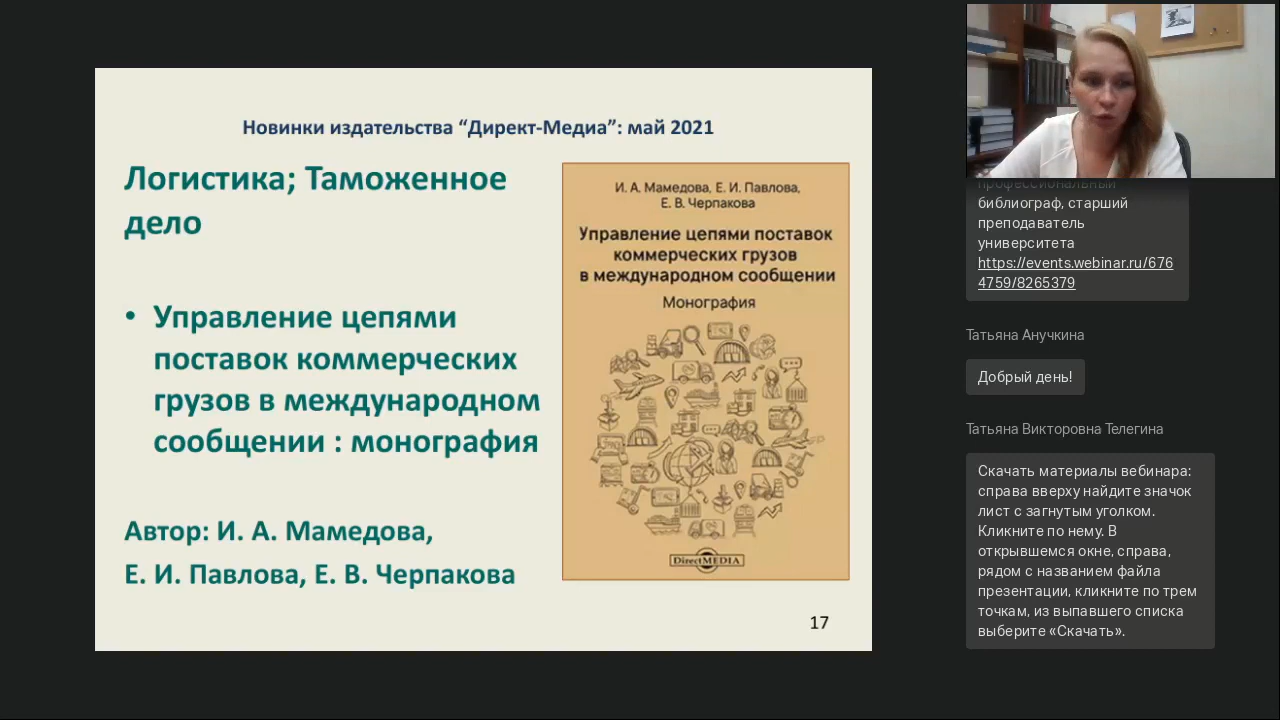 Новинки издательства “Директ-Медиа”: май 2021
Логистика; Таможенное
дело
• Управление цепями
поставок коммерческих
грузов в международном
сообщении : монография
Автор: И. А. Мамедова,
Е. И. Павлова, Е. В. Черпакова
И. А. Мамедова, Е. И. Павлова,
Е. В. Черпакова
Управление цепями поставок
коммерческих грузов
в международном сообщении
Монография
DirectMEDIA
17
профессиональный
библиограф, старший
преподаватель
университета
https://events.webinar.ru/676
4759/8265379
Татьяна Анучкина
Добрый день!
Татьяна Викторовна Телегина
Скачать материалы вебинара:
справа вверху найдите значок
лист с загнутым уголком.
Кликните по нему. В
открывшемся окне, справа,
рядом с названием файла
презентации, кликните по трем
точкам, из выпавшего списка
выберите «Скачать».